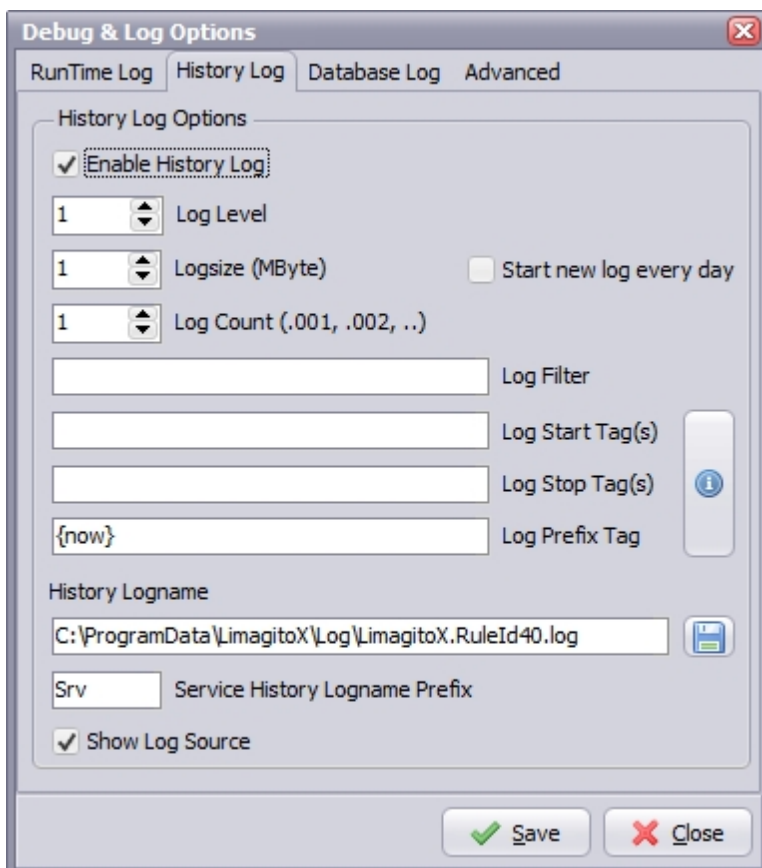 Debug & Log Options
RunTime Log History Log Database Log Advanced
History Log Options
Enable History Log
1 Log Level
1 Logsize (MByte) Start new log every day
1 Log Count (.001, .002, ..)
Log Filter
Log Start Tag(s)
Log Stop Tag(s)
{now} Log Prefix Tag
History Logname
C:\ProgramData\LimagitoX\Log\LimagitoX.RuleId40.log
Srv Service History Logname Prefix
Show Log Source
Save Close